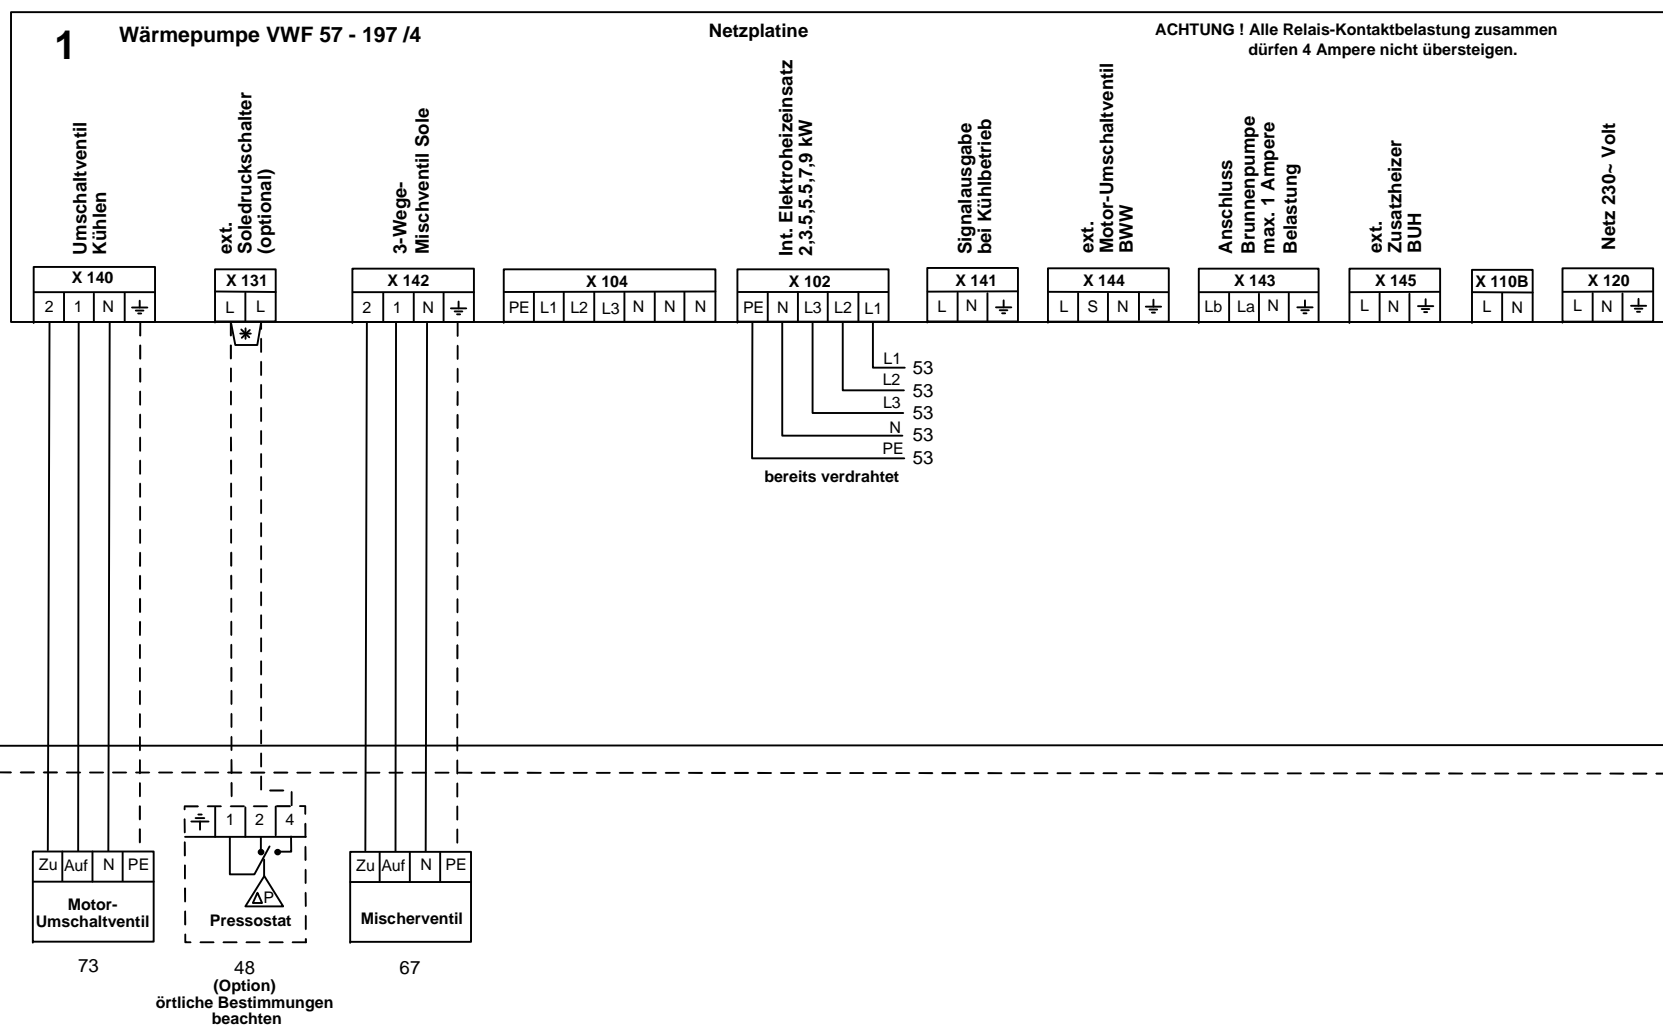 1
Wärmepumpe VWF 57 - 197 /4
Netzplatine
ACHTUNG ! Alle Relais-Kontaktbelastung zusammen
dürfen 4 Ampere nicht übersteigen.
Umschaltventil
Kühlen
ext.
Soledruckschalter
(optional)
3-Wege-
Mischventil Sole
Int. Elektroheizeinsatz
2,3.5,5.5,7,9 kW
Signalausgabe
bei Kühlbetrieb
ext.
Motor-Umschaltventil
BWW
Anschluss
Brunnenpumpe
max. 1 Ampere
Belastung
ext.
Zusatzheizer
BUH
Netz 230~ Volt
X 140
2 1 N
X 131
L L
*
X 142
2 1 N
X 104
PE L1 L2 L3 N N N
X 102
PE N L3 L2 L1
X 141
L N
X 144
L S N
X 143
Lb La N
X 145
L N
X 110B
L N
X 120
L N
L1 53
L2 53
L3 53
N 53
PE 53
bereits verdrahtet
Zu Auf N PE
Motor-
Umschaltventil
73
1 2 4
ΔP
Pressostat
48
(Option)
örtliche Bestimmungen
beachten
Zu Auf N PE
Mischerventil
67